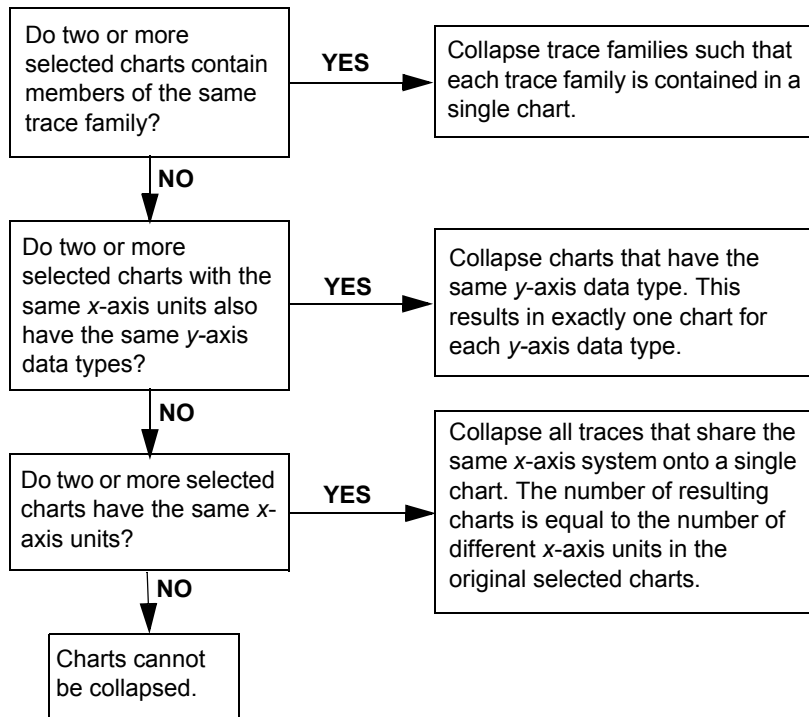 Do two or more
selected charts contain
members of the same
trace family?
YES
Collapse trace families such that
each trace family is contained in a
single chart.
NO
Do two or more
selected charts with the
same x-axis units also
have the same y-axis
data types?
YES
Collapse charts that have the
same y-axis data type. This
results in exactly one chart for
each y-axis data type.
NO
Do two or more selected
charts have the same x-
axis units?
YES
Collapse all traces that share the
same x-axis system onto a single
chart. The number of resulting
charts is equal to the number of
different x-axis units in the
original selected charts.
NO
Charts cannot
be collapsed.